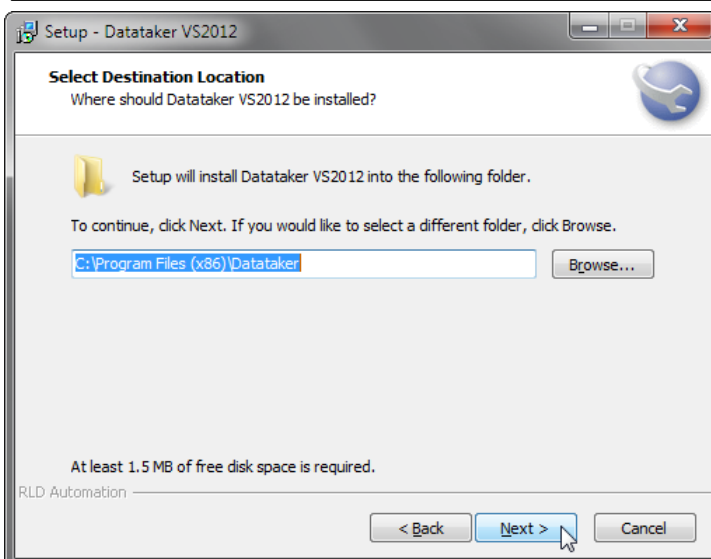 Setup - Datataker VS2012
Select Destination Location
Where should Datataker VS2012 be installed?
Setup will install Datataker VS2012 into the following folder.
To continue, click Next. If you would like to select a different folder, click Browse.
C:\Program Files (x86)\Datataker
Browse...
At least 1.5 MB of free disk space is required.
RLD Automation
< Back
Next >
Cancel